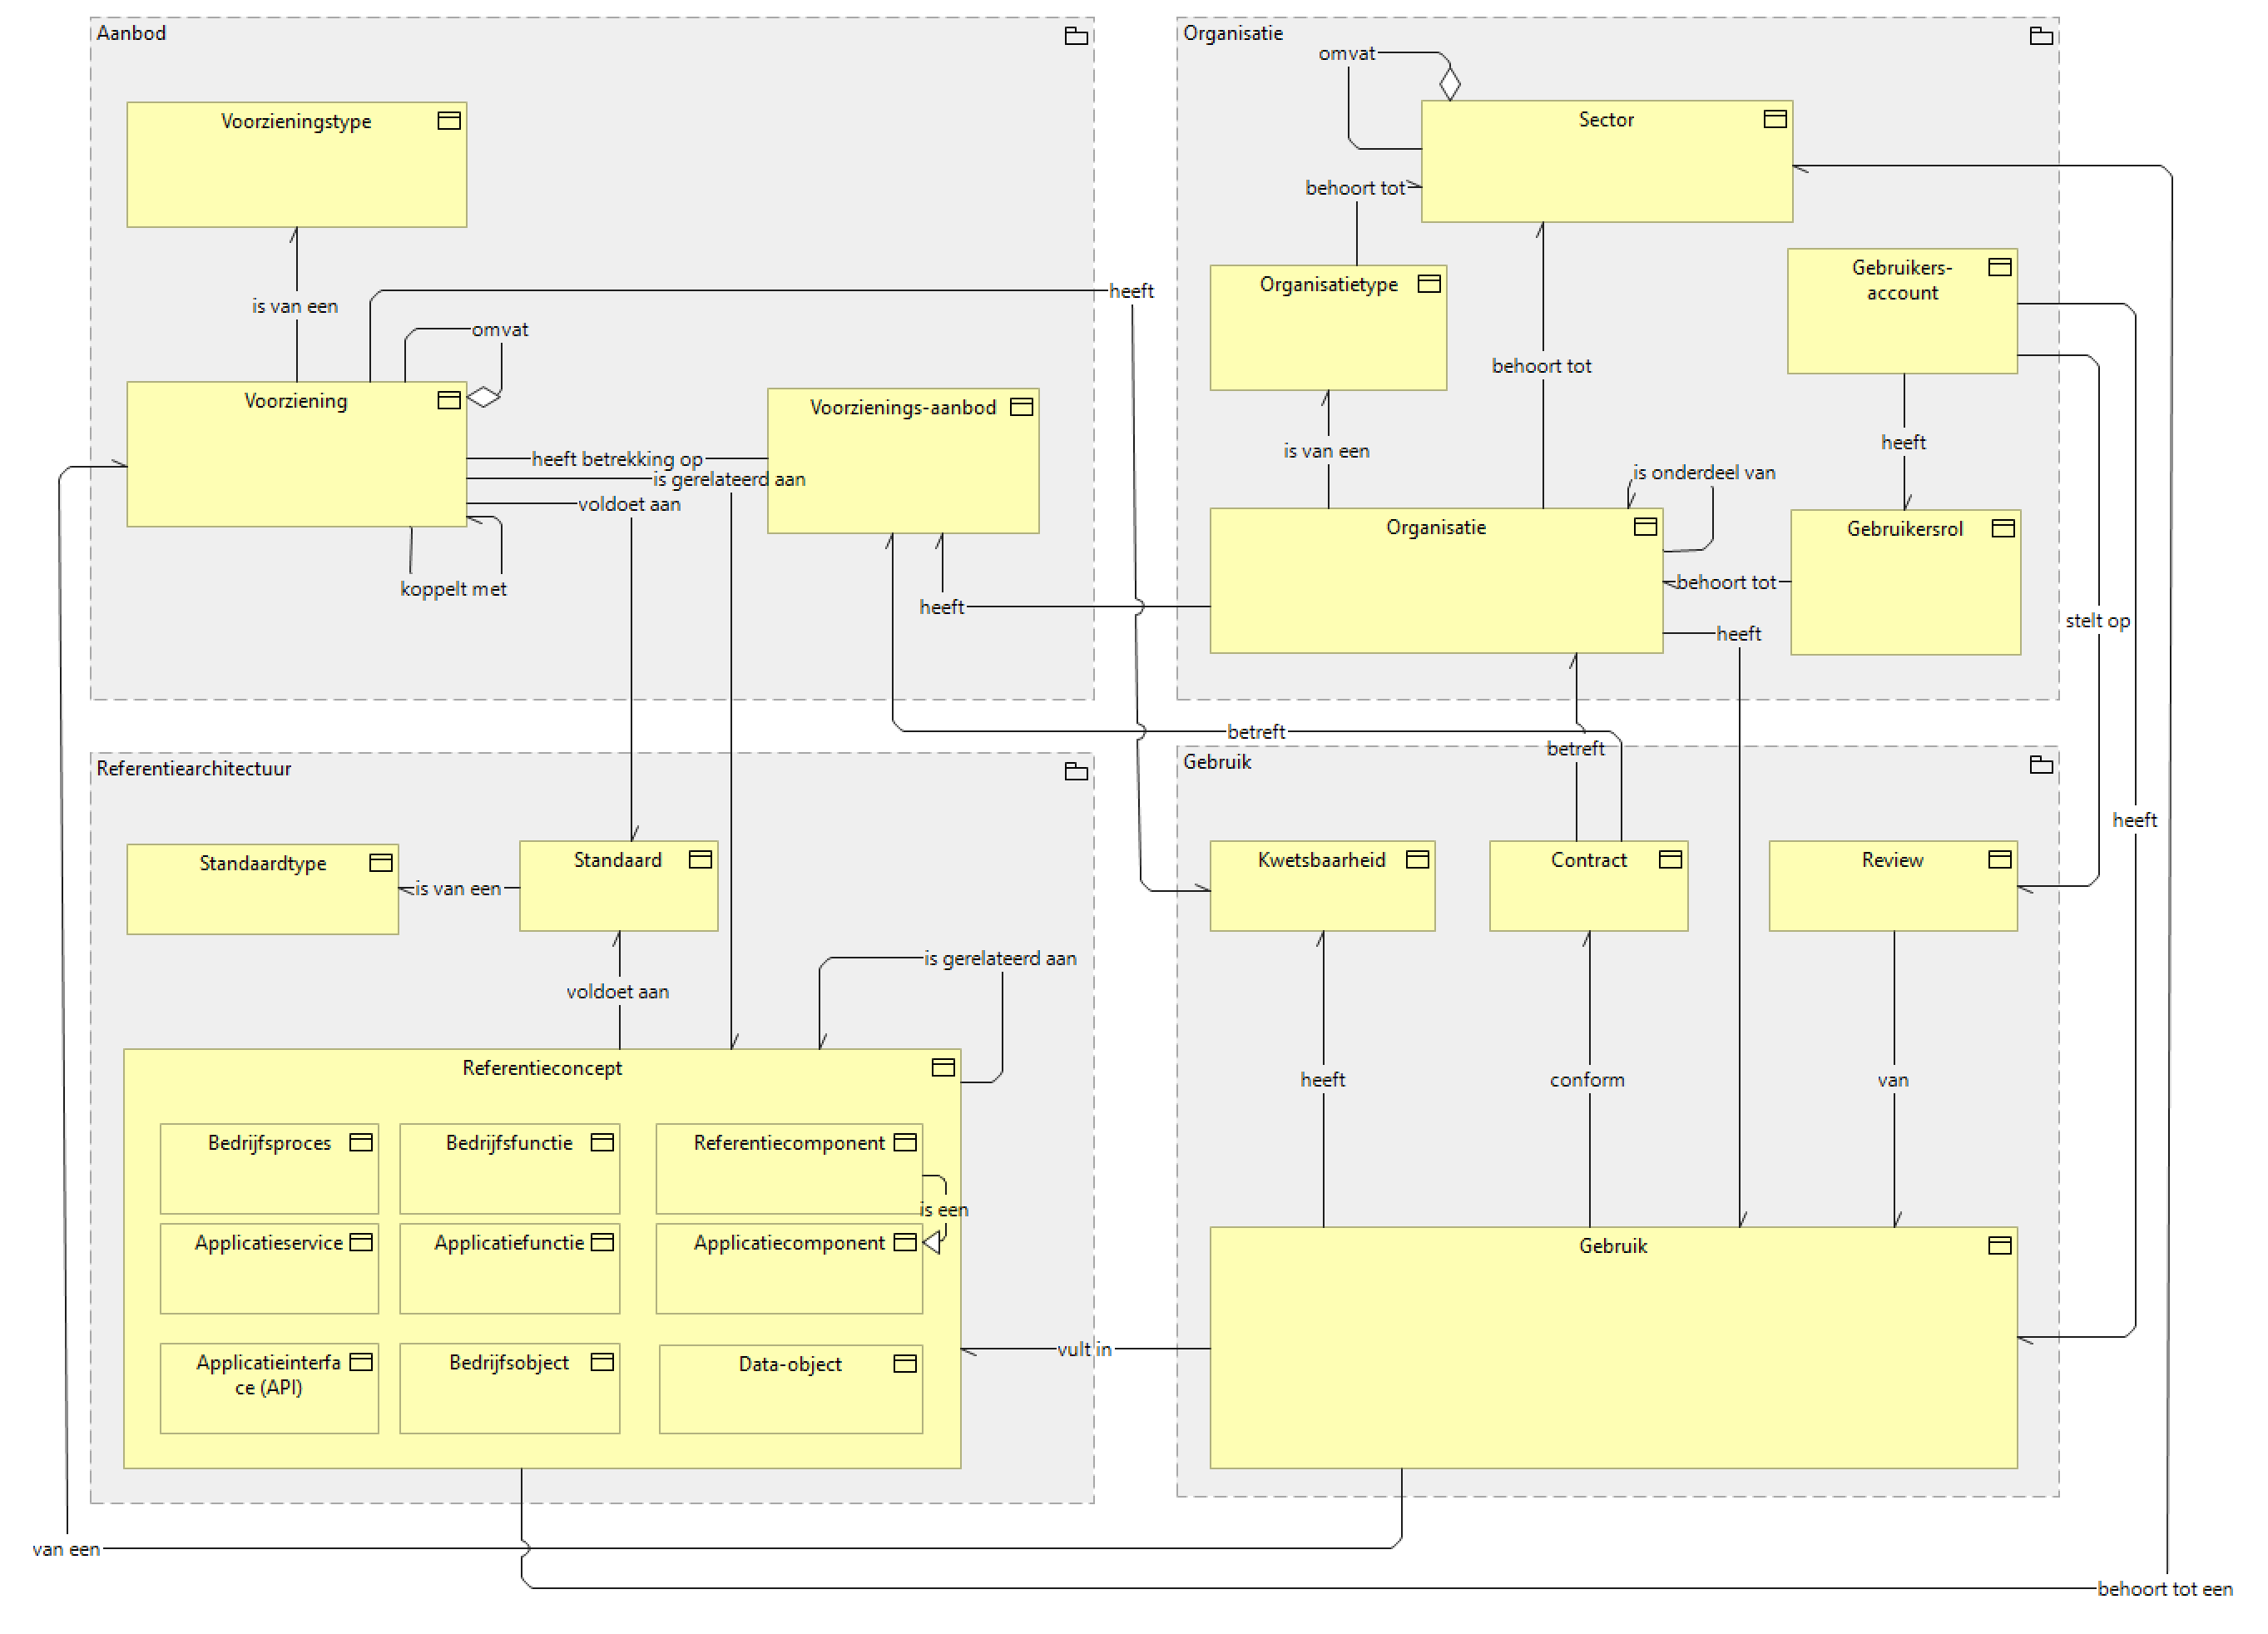 Aanbod
Voorzieningstype
is van een
heeft
omvat
Voorziening
Voorzienings-aanbod
heeft betrekking op
is gerelateerd aan
voldoet aan
koppelt met
heeft
Organisatie
omvat
Sector
behoort tot
Organisatietype
Gebruikers-
account
behoort tot
heeft
is van een
is onderdeel van
Organisatie
Gebruikersrol
behoort tot
heeft
stelt op
betreft
betreft
heeft
Referentiearchitectuur
Standaardtype
Standaard
is van een
is gerelateerd aan
voldoet aan
Referentieconcept
Bedrijfsproces
Bedrijfsfunctie
Referentiecomponent
is een
Applicatieservice
Applicatiefunctie
Applicatiecomponent
Applicatieinterfa
ce (API)
Bedrijfsobject
Data-object
Gebruik
Kwetsbaarheid
Contract
Review
heeft
conform
van
Gebruik
vult in
van een
behoort tot een